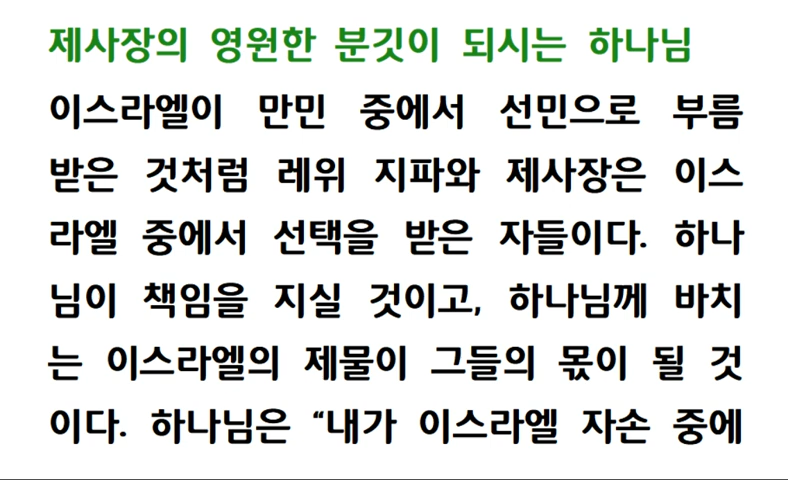 제사장의 영원한 분깃이 되시는 하나님
이스라엘이 만민 중에서 선민으로 부름
받은 것처럼 레위 지파와 제사장은 이스
라엘 중에서 선택을 받은 자들이다. 하나
님이 책임을 지실 것이고, 하나님께 바치
는 이스라엘의 제물이 그들의 몫이 될 것
이다. 하나님은 “내가 이스라엘 자손 중에